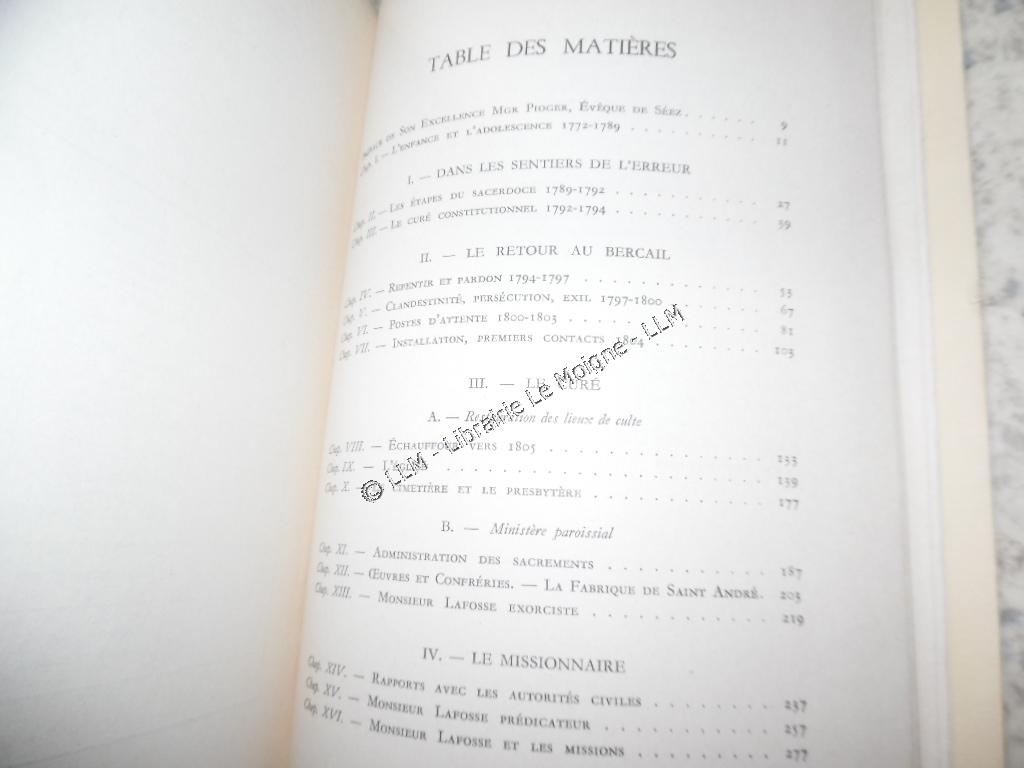 TABLE DES MATIÈRES
Préface de Son Excellence Mgr Pioger, Évêque de Séez. . . . . . . 9
Chap. I. — L'enfance et l'adolescence 1772-1789 . . . . . . . . . 11
I. — DANS LES SENTIERS DE L'ERREUR
Chap. II. — Les étapes du sacerdoce 1789-1792 . . . . . . . . . . 27
Chap. III. — Le curé constitutionnel 1792-1794 . . . . . . . . . . 39
II. — LE RETOUR AU BERCAIL
Chap. IV. — Repentir et pardon 1794-1797 . . . . . . . . . . . 53
Chap. V. — Clandestinité, persécution, exil 1797-1800 . . . . . 67
Chap. VI. — Postes d'attente 1800-1803 . . . . . . . . . . . 81
Chap. VII. — Installation, premiers contacts 1804 . . . . . . . 103
III. — LE CURÉ
A. — Restauration des lieux de culte
Chap. VIII. — Échauffour vers 1805 . . . . . . . . . . . . 133
Chap. IX. — L'église . . . . . . . . . . . . . . . . . 139
Chap. X. — Le cimetière et le presbytère . . . . . . . . . . 177
B. — Ministère paroissial
Chap. XI. — Administration des sacrements . . . . . . . . . 187
Chap. XII. — Œuvres et Confréries. — La Fabrique de Saint André. 203
Chap. XIII. — Monsieur Lafosse exorciste . . . . . . . . . . 219
IV. — LE MISSIONNAIRE
Chap. XIV. — Rapports avec les autorités civiles . . . . . . . 237
Chap. XV. — Monsieur Lafosse prédicateur . . . . . . . . . 257
Chap. XVI. — Monsieur Lafosse et les missions . . . . . . . . 277
© LLM - Librairie Le Moigne - LLM